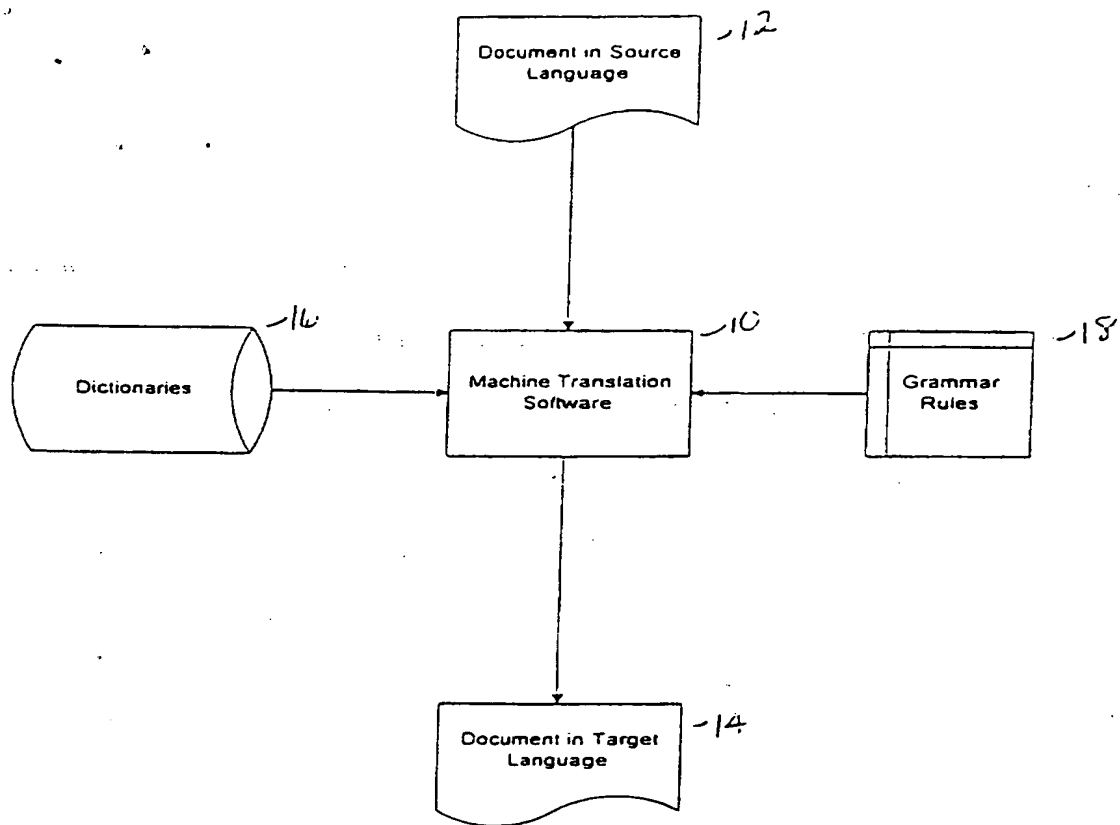 Document in Source
Language
12
Dictionaries
16
Machine Translation
Software
10
Grammar
Rules
18
Document in Target
Language
14